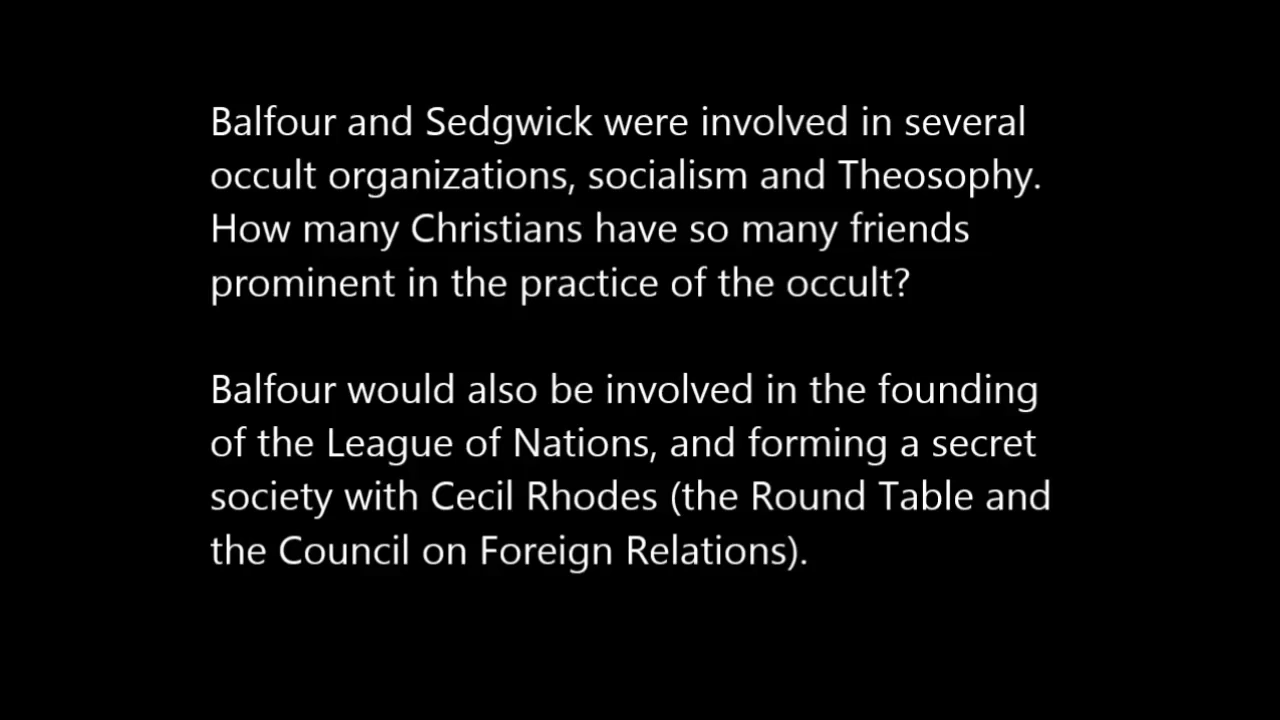 Balfour and Sedgwick were involved in several
occult organizations, socialism and Theosophy.
How many Christians have so many friends
prominent in the practice of the occult?
Balfour would also be involved in the founding
of the League of Nations, and forming a secret
society with Cecil Rhodes (the Round Table and
the Council on Foreign Relations).